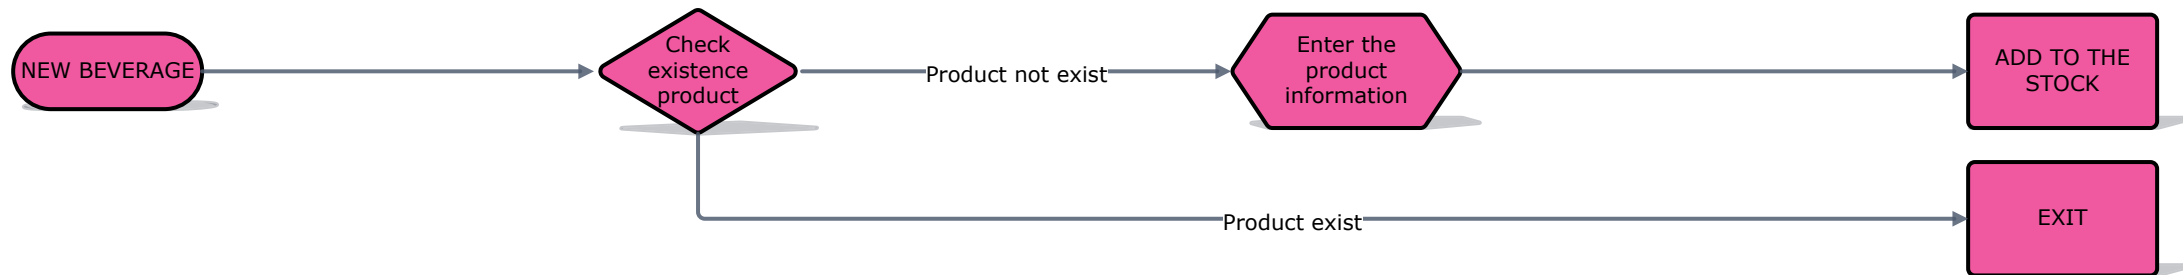 NEW BEVERAGE
Check
existence
product
Product not exist
Enter the
product
information
ADD TO THE
STOCK
Product exist
EXIT